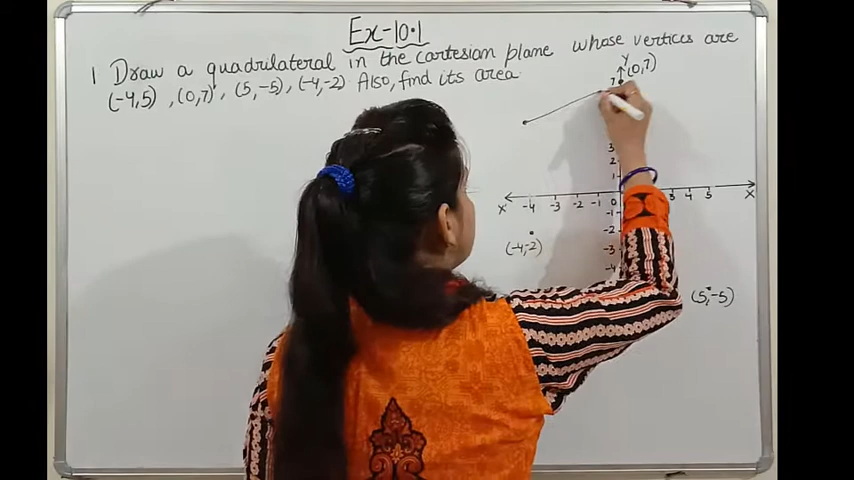 Ex-10.1
1 Draw a quadrilateral in the cartesian plane whose vertices are
(-4,5) , (0,7) , (5,-5), (-4,-2) Also, find its area.
Y
(0,7)
7
3
2
1
X -4 -3 -2 -1 0 3 4 5 X
-1
-2
(-4,-2)
-3
-4
(5,-5)